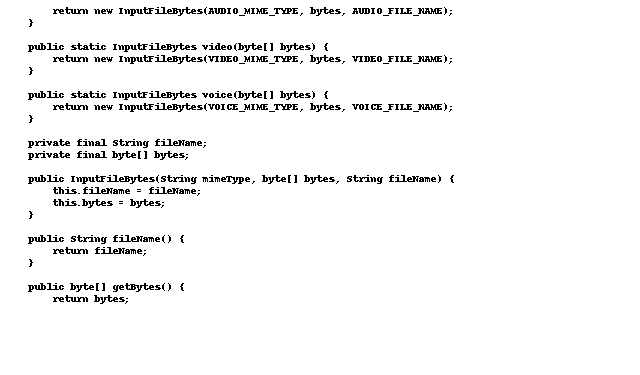 return new InputFileBytes(AUDIO_MIME_TYPE, bytes, AUDIO_FILE_NAME);
}
public static InputFileBytes video(byte[] bytes) {
return new InputFileBytes(VIDEO_MIME_TYPE, bytes, VIDEO_FILE_NAME);
}
public static InputFileBytes voice(byte[] bytes) {
return new InputFileBytes(VOICE_MIME_TYPE, bytes, VOICE_FILE_NAME);
}
private final String fileName;
private final byte[] bytes;
public InputFileBytes(String mimeType, byte[] bytes, String fileName) {
this.fileName = fileName;
this.bytes = bytes;
}
public String fileName() {
return fileName;
}
public byte[] getBytes() {
return bytes;